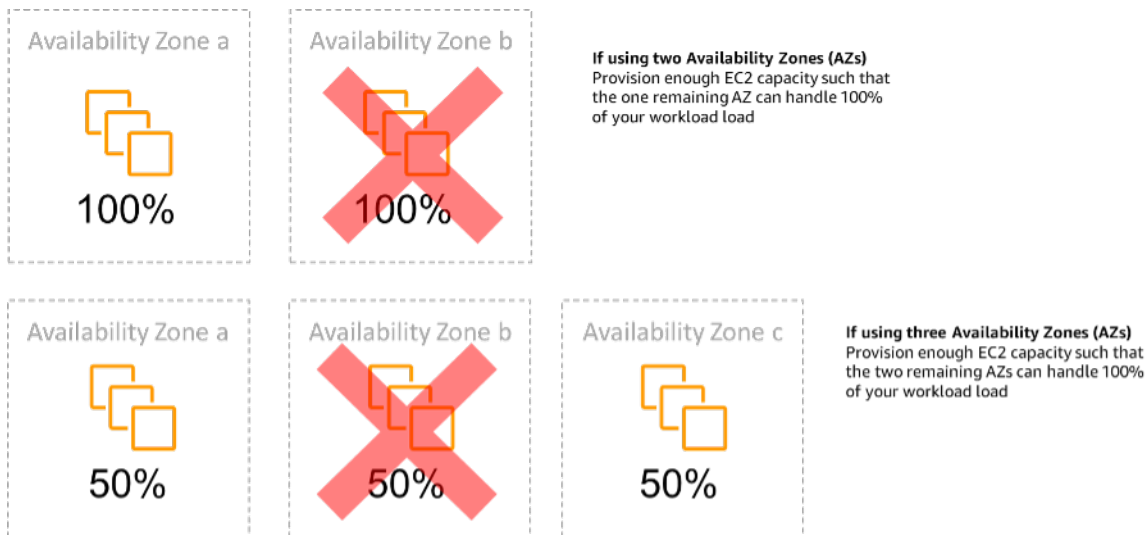 Availability Zone a
100%
Availability Zone b
100%
If using two Availability Zones (AZs)
Provision enough EC2 capacity such that
the one remaining AZ can handle 100%
of your workload load
Availability Zone a
50%
Availability Zone b
50%
Availability Zone c
50%
If using three Availability Zones (AZs)
Provision enough EC2 capacity such that
the two remaining AZs can handle 100%
of your workload load